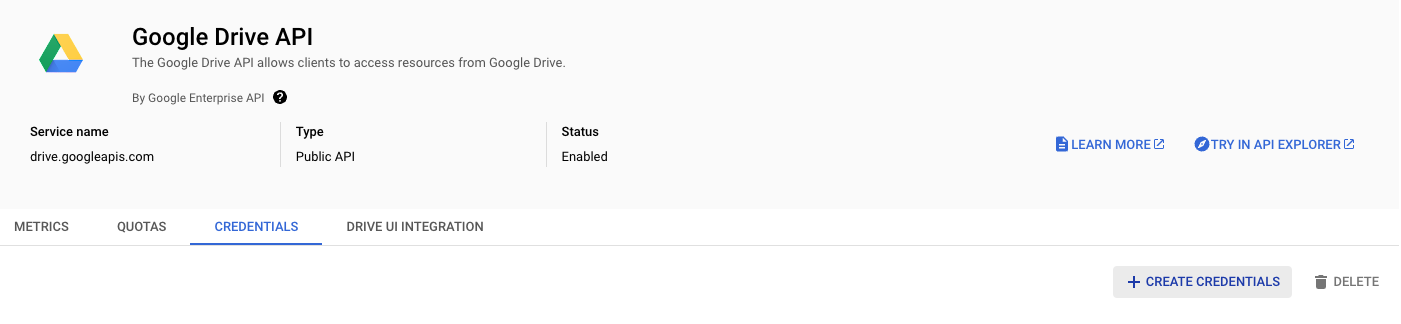 Google Drive API
The Google Drive API allows clients to access resources from Google Drive.
By Google Enterprise API ?
Service name
drive.googleapis.com
Type
Public API
Status
Enabled
LEARN MORE
TRY IN API EXPLORER
METRICS QUOTAS CREDENTIALS DRIVE UI INTEGRATION
+ CREATE CREDENTIALS DELETE